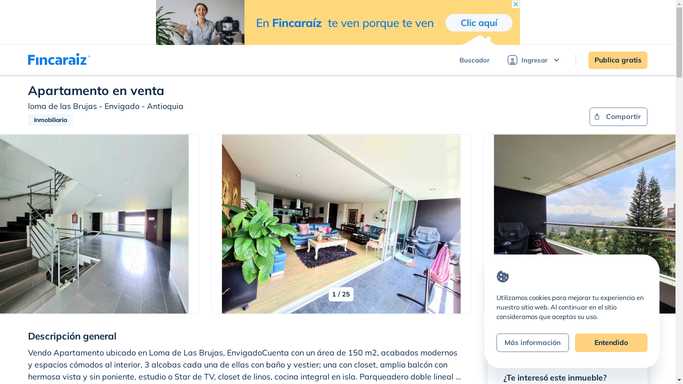 En Fincaraíz te ven porque te ven
Clic aquí
Fincaraíz
Buscador
Ingresar
Publica gratis
Apartamento en venta
loma de las Brujas - Envigado - Antioquia
Inmobiliaria
Compartir
1 / 25
Utilizamos cookies para mejorar tu experiencia en
nuestro sitio web. Al continuar en el sitio
consideramos que aceptas su uso.
Más información
Entendido
Descripción general
Vendo Apartamento ubicado en Loma de Las Brujas, EnvigadoCuenta con un área de 150 m2, acabados modernos
y espacios cómodos al interior, 3 alcobas cada una de ellas con baño y vestier; una con closet, amplio balcón con
hermosa vista y sin poniente, estudio o Star de TV, closet de linos, cocina integral en isla. Parqueadero doble lineal ...
¿Te interesó este inmueble?